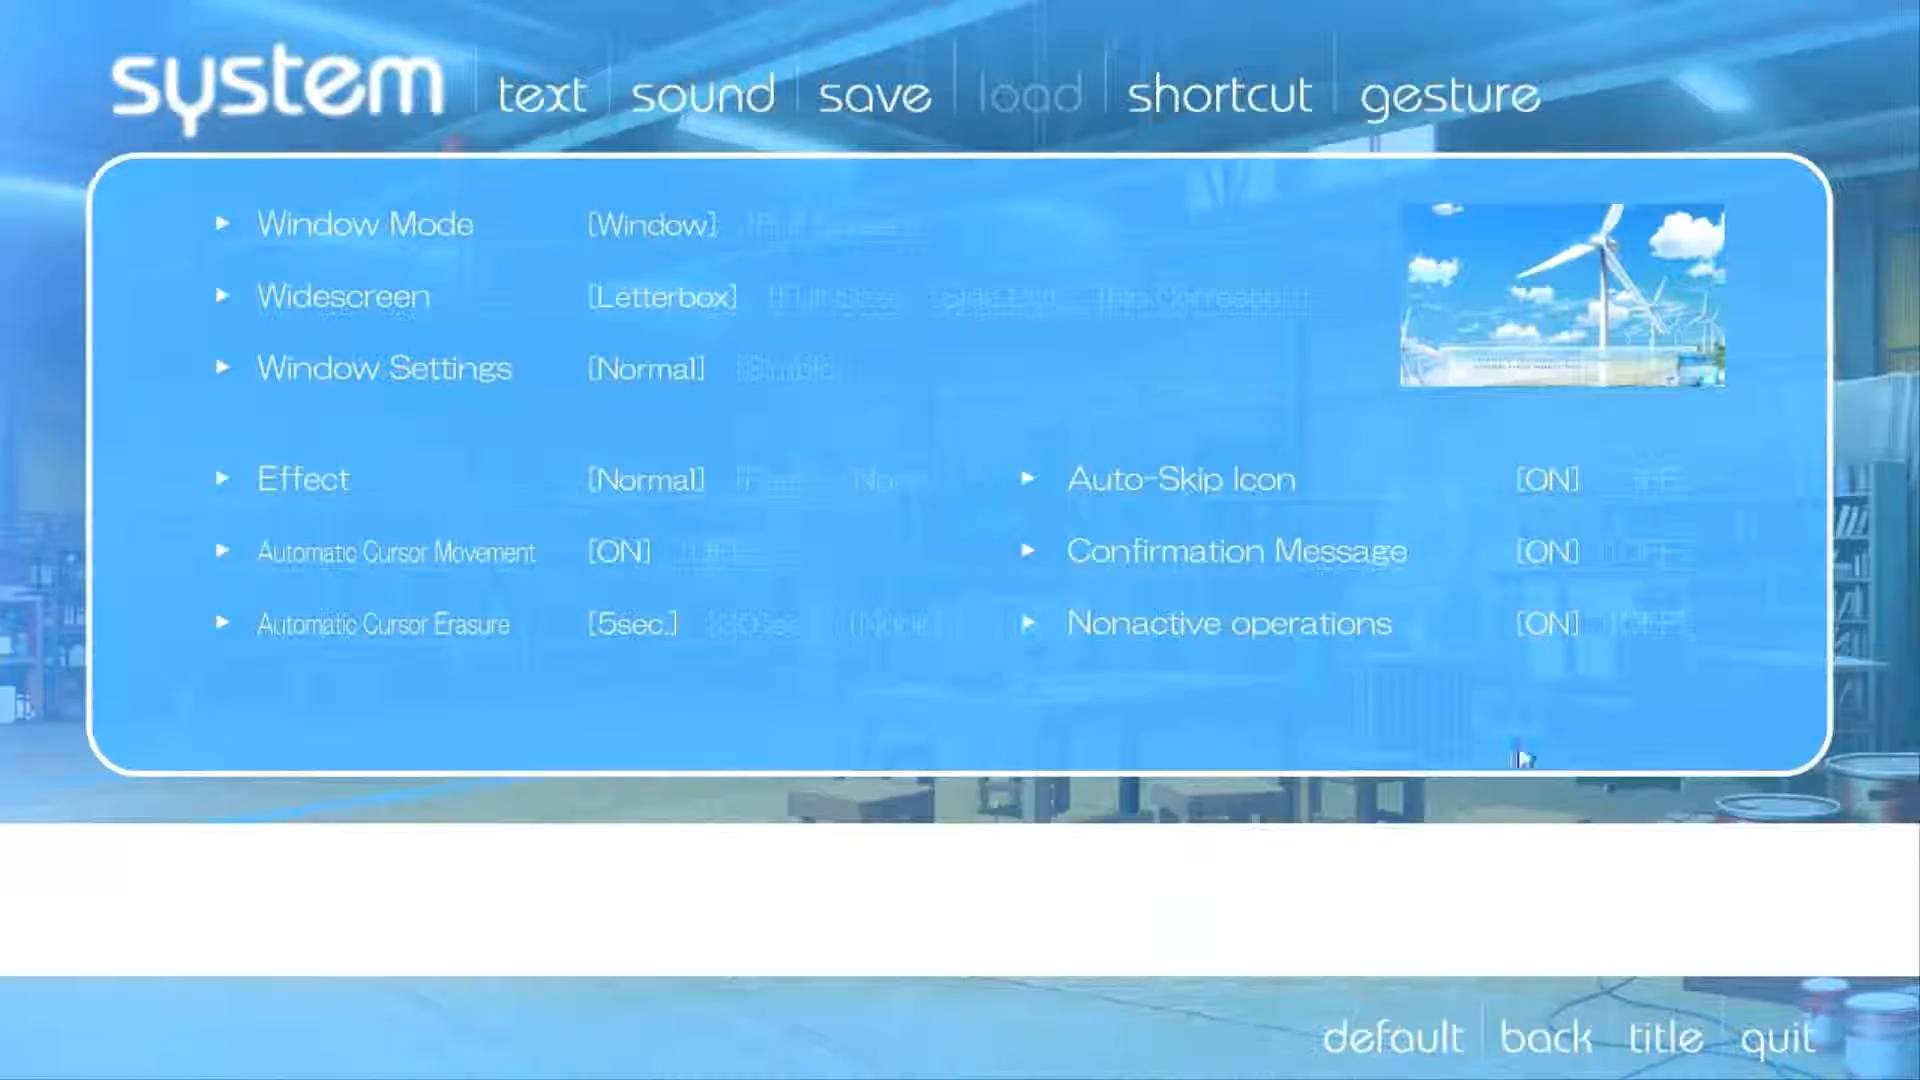 system text sound save load shortcut gesture
Window Mode [Window]
Widescreen [Letterbox]
Window Settings [Normal]
Effect [Normal]
Auto-Skip Icon [ON]
Automatic Cursor Movement [ON]
Confirmation Message [ON]
Automatic Cursor Erasure [5sec.]
Nonactive operations [ON]
default back title quit